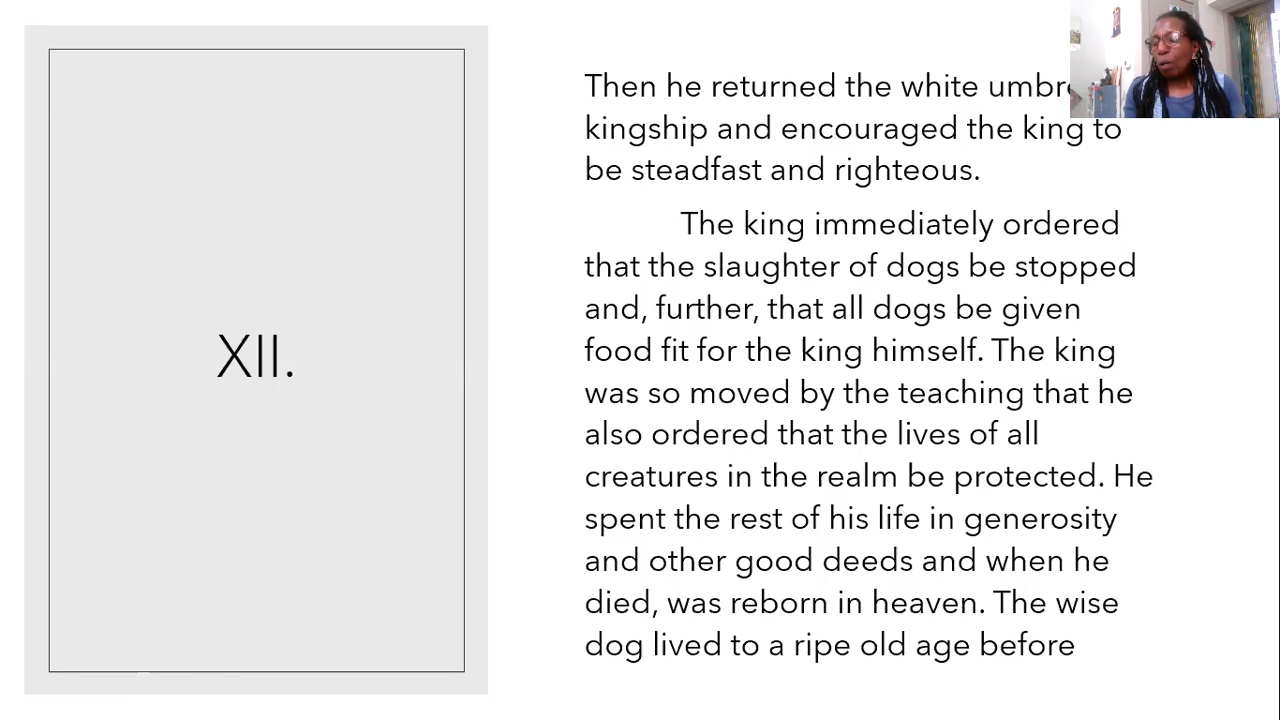 XII.
Then he returned the white
kingship and encouraged the king to
be steadfast and righteous.
The king immediately ordered
that the slaughter of dogs be stopped
and, further, that all dogs be given
food fit for the king himself. The king
was so moved by the teaching that he
also ordered that the lives of all
creatures in the realm be protected. He
spent the rest of his life in generosity
and other good deeds and when he
died, was reborn in heaven. The wise
dog lived to a ripe old age before